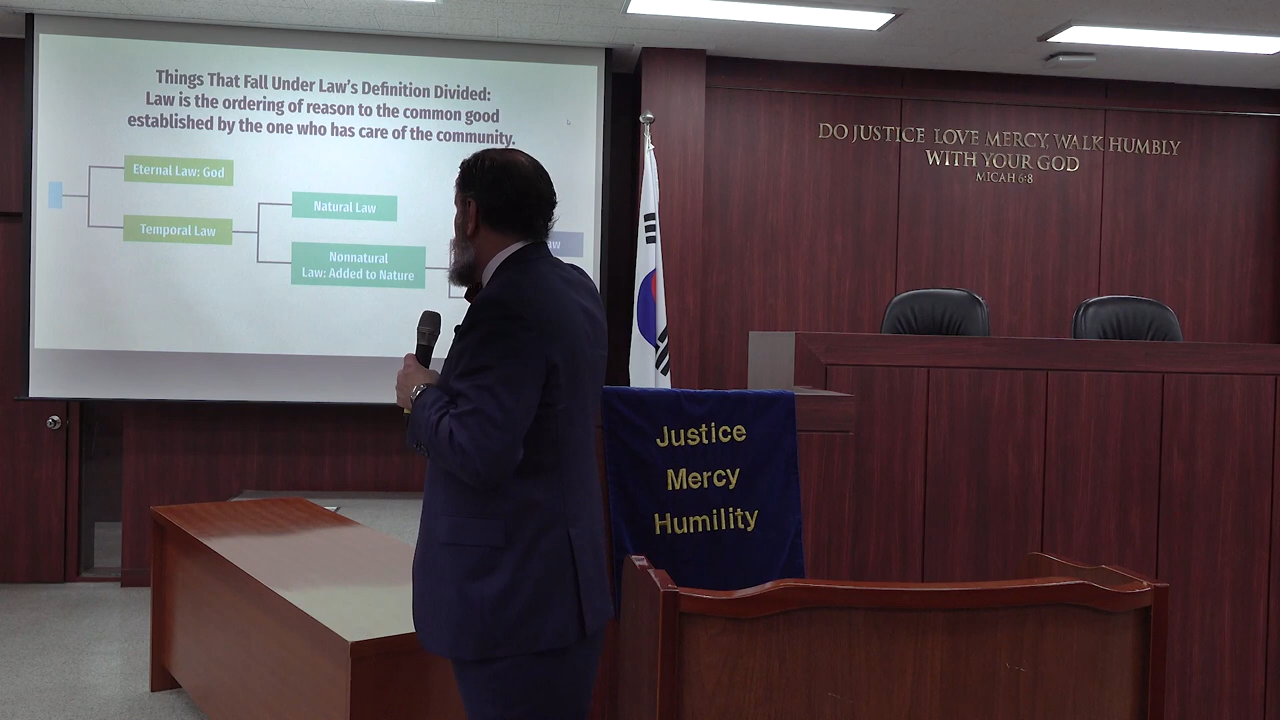 Things That Fall Under Law's Definition Divided:
Law is the ordering of reason to the common good
established by the one who has care of the community.
Eternal Law: God
Temporal Law
Natural Law
Nonnatural
Law: Added to Nature
DO JUSTICE LOVE MERCY, WALK HUMBLY
WITH YOUR GOD
MICAH 6:8
Justice
Mercy
Humility